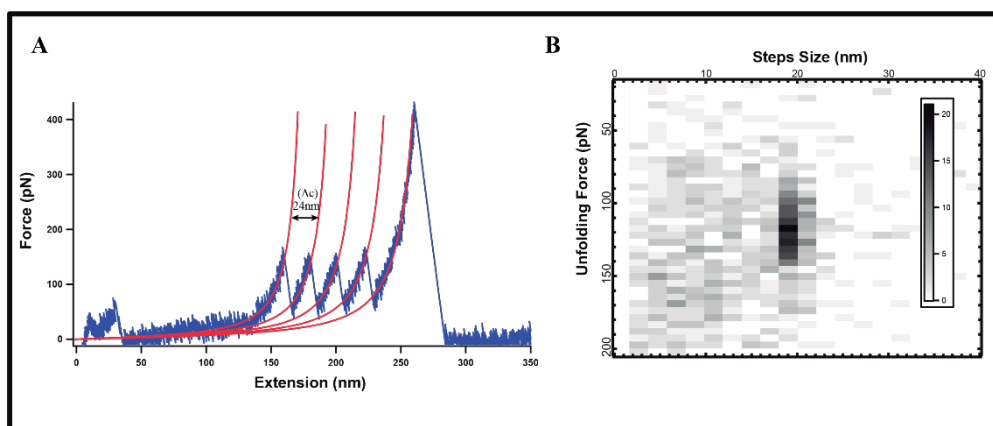 A
Force (pN)
400
300
200
100
0
(Ac)
24nm
0 50 100 150 200 250 300 350
Extension (nm)
B
Steps Size (nm)
0 10 20 30 40
Unfolding Force (pN)
50
100
150
200
20
15
10
5
0